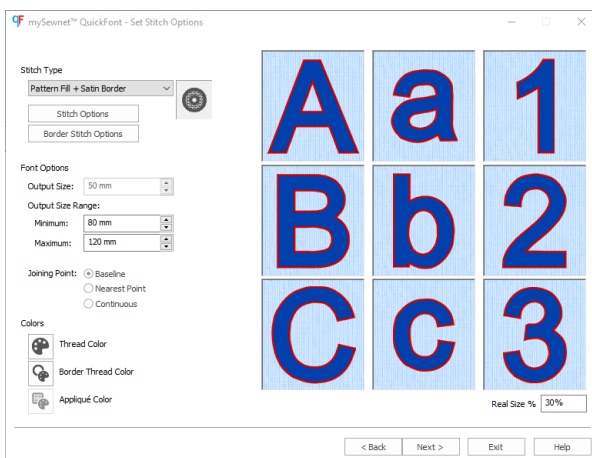 qF mySewnet™ QuickFont - Set Stitch Options
Stitch Type
Pattern Fill + Satin Border
Stitch Options
Border Stitch Options
Font Options
Output Size: 50 mm
Output Size Range:
Minimum: 80 mm
Maximum: 120 mm
Joining Point: Baseline
Nearest Point
Continuous
Colors
Thread Color
Border Thread Color
Appliqué Color
A a 1
B b 2
C c 3
Real Size % 30%
< Back Next > Exit Help